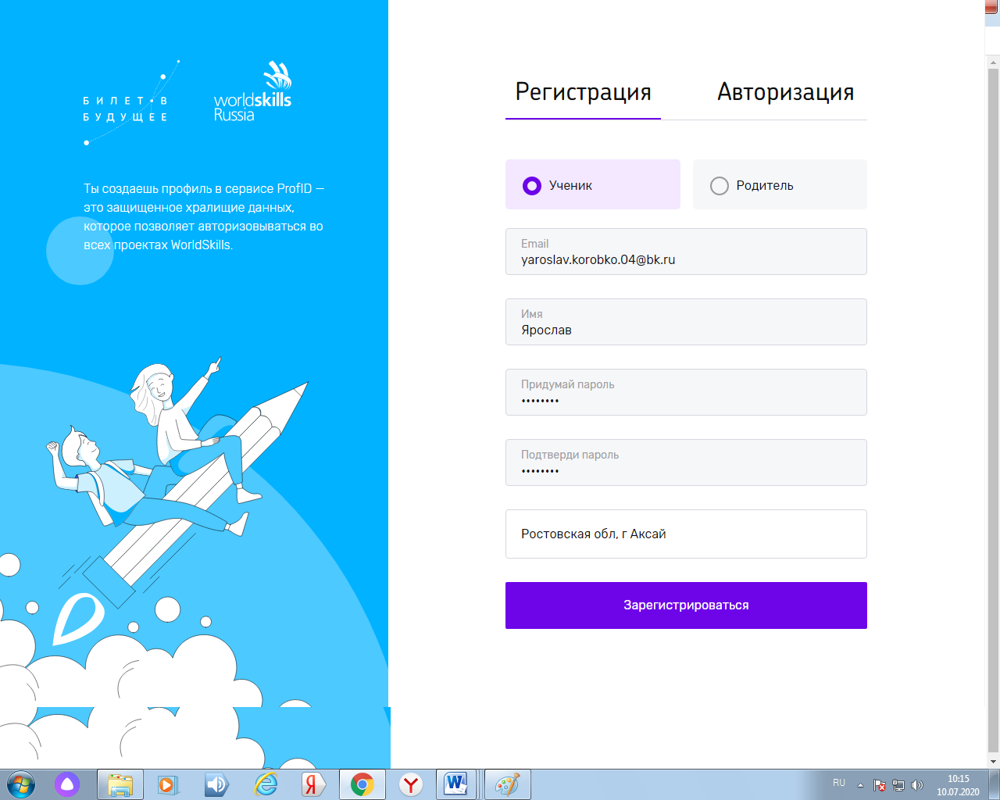 БИЛЕТ В
БУДУЩЕЕ
worldskills
Russia
Ты создаешь профиль в сервисе ProfID —
это защищенное хралищие данных,
которое позволяет авторизовываться во
всех проектах WorldSkills.
Регистрация
Авторизация
Ученик
Родитель
Email
yaroslav.korobko.04@bk.ru
Имя
Ярослав
Придумай пароль
••••••••
Подтверди пароль
••••••••
Ростовская обл, г Аксай
Зарегистрироваться
RU
10:15
10.07.2020